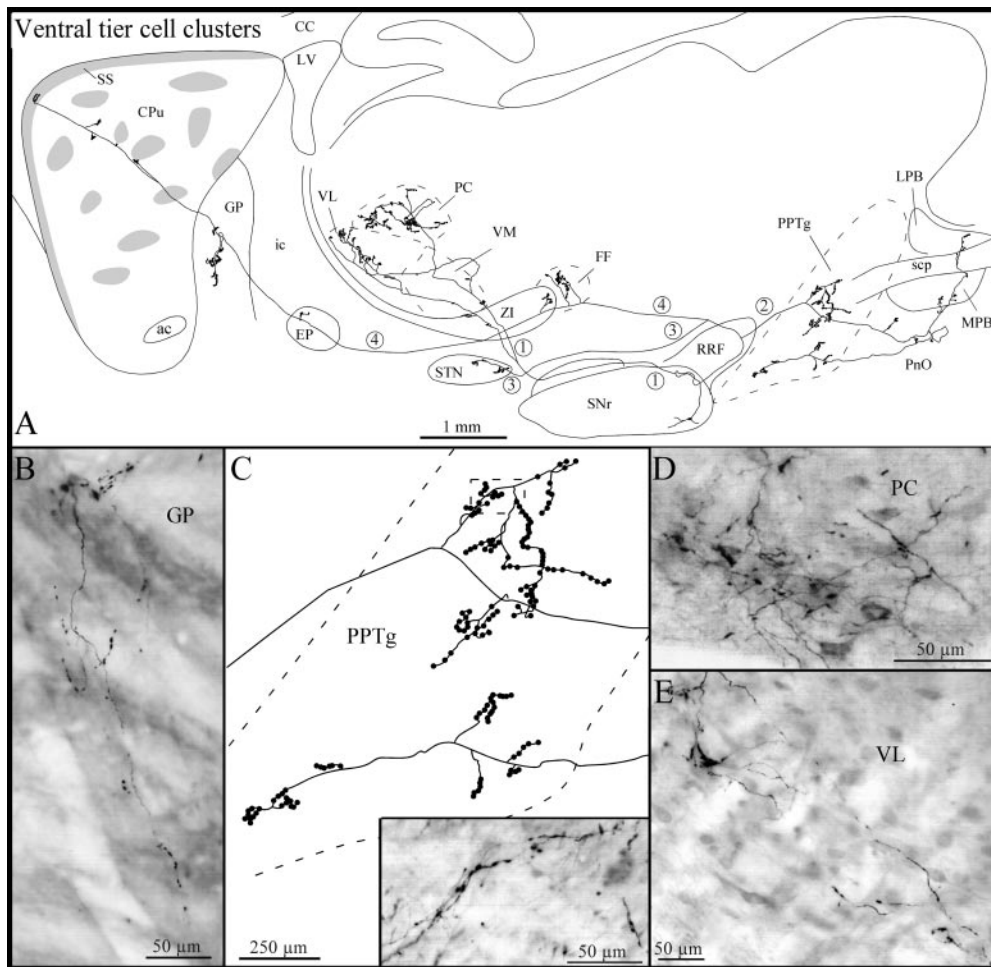 Ventral tier cell clusters
CC
LV
SS
CPu
GP
ic
VL
PC
VM
FF
ZI
EP
ac
STN
SNr
RRF
PPTg
LPB
scp
MPB
PnO
④
④
③
②
①
③
①
1 mm
A
B
GP
50 µm
C
PPTg
250 µm
50 µm
D
PC
50 µm
E
VL
50 µm